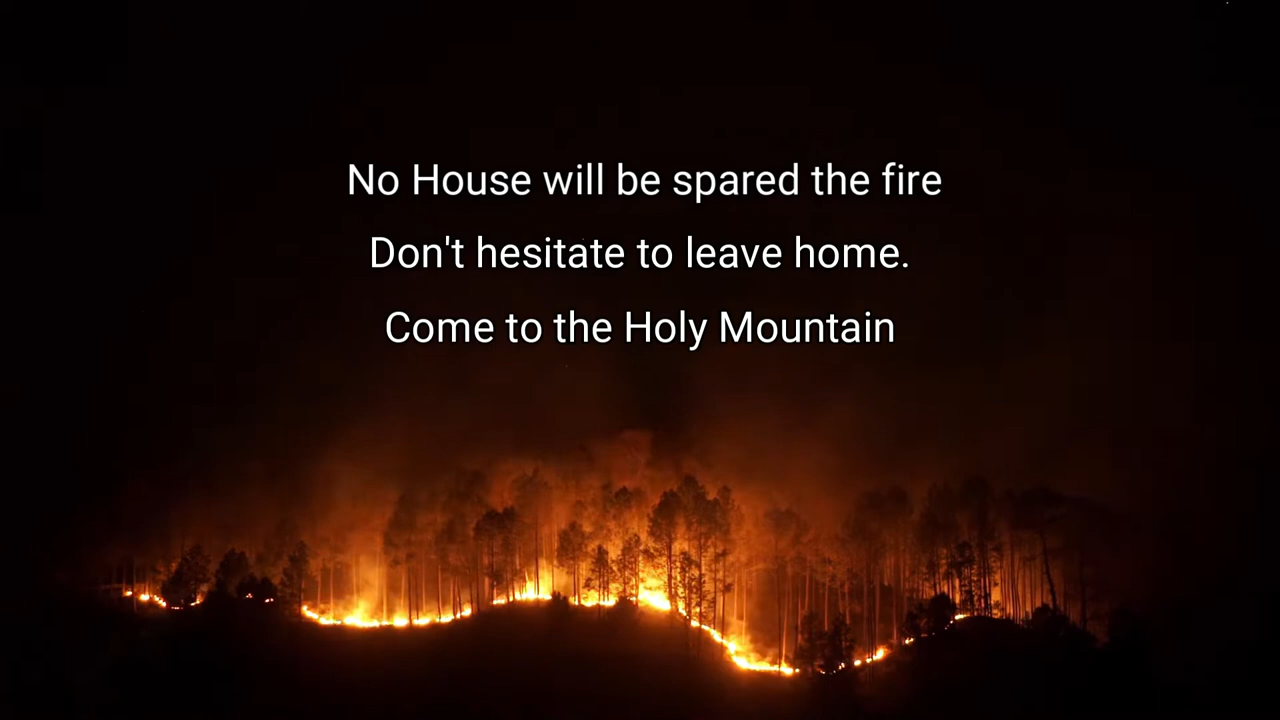 No House will be spared the fire
Don't hesitate to leave home.
Come to the Holy Mountain